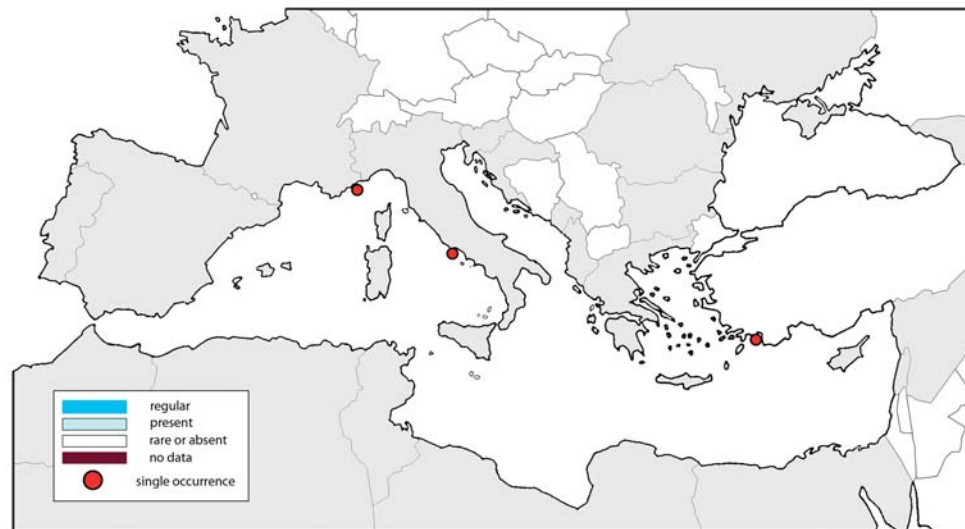 regular
present
rare or absent
no data
single occurrence